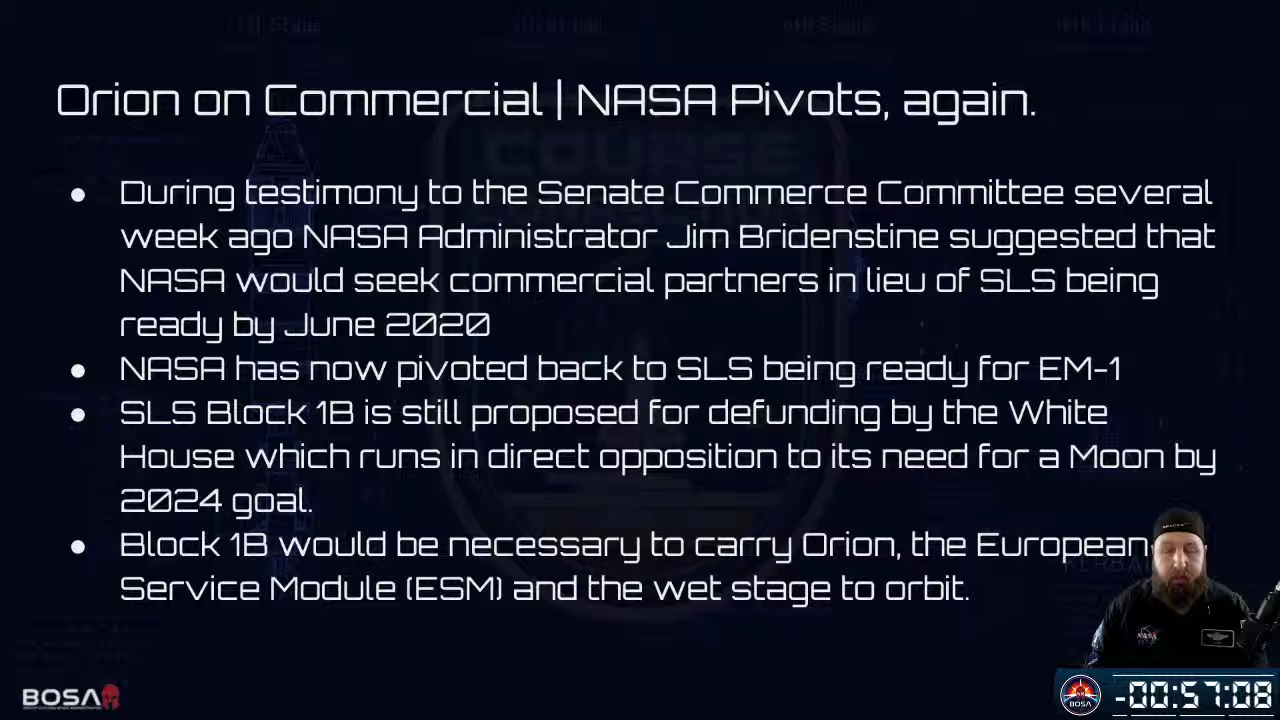 Orion on Commercial | NASA Pivots, again.
● During testimony to the Senate Commerce Committee several
week ago NASA Administrator Jim Bridenstine suggested that
NASA would seek commercial partners in lieu of SLS being
ready by June 2020
● NASA has now pivoted back to SLS being ready for EM-1
● SLS Block 1B is still proposed for defunding by the White
House which runs in direct opposition to its need for a Moon by
2024 goal.
● Block 1B would be necessary to carry Orion, the European
Service Module (ESM) and the wet stage to orbit.
NASA
BOSA
BOSA
-00:57:08